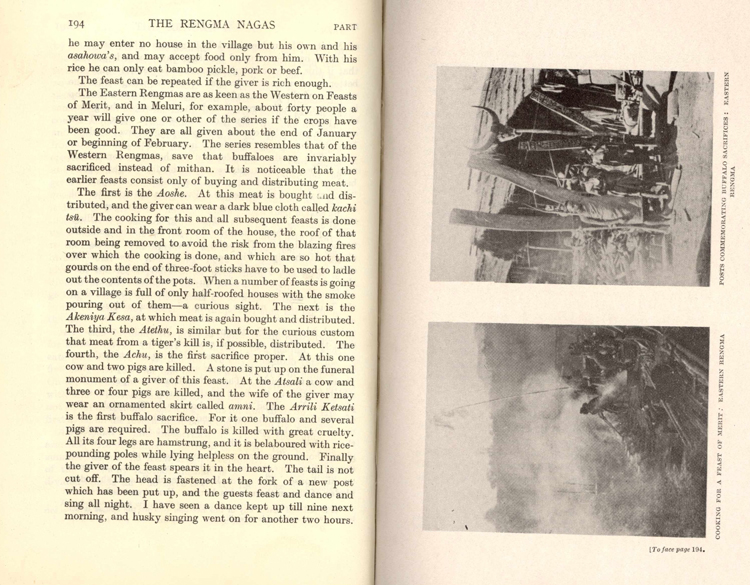 194 THE RENGMA NAGAS PART
he may enter no house in the village but his own and his
asahowa's, and may accept food only from him. With his
rice he can only eat bamboo pickle, pork or beef.
The feast can be repeated if the giver is rich enough.
The Eastern Rengmas are as keen as the Western on Feasts
of Merit, and in Meluri, for example, about forty people a
year will give one or other of the series if the crops have
been good. They are all given about the end of January
or beginning of February. The series resembles that of the
Western Rengmas, save that buffaloes are invariably
sacrificed instead of mithan. It is noticeable that the
earlier feasts consist only of buying and distributing meat.
The first is the Aoshe. At this meat is bought and dis-
tributed, and the giver can wear a dark blue cloth called kachi
tsü. The cooking for this and all subsequent feasts is done
outside and in the front room of the house, the roof of that
room being removed to avoid the risk from the blazing fires
over which the cooking is done, and which are so hot that
gourds on the end of three-foot sticks have to be used to ladle
out the contents of the pots. When a number of feasts is going
on a village is full of only half-roofed houses with the smoke
pouring out of them—a curious sight. The next is the
Akeniya Kesa, at which meat is again bought and distributed.
The third, the Atethu, is similar but for the curious custom
that meat from a tiger's kill is, if possible, distributed. The
fourth, the Achu, is the first sacrifice proper. At this one
cow and two pigs are killed. A stone is put up on the funeral
monument of a giver of this feast. At the Atsali a cow and
three or four pigs are killed, and the wife of the giver may
wear an ornamented skirt called amni. The Arrili Ketsati
is the first buffalo sacrifice. For it one buffalo and several
pigs are required. The buffalo is killed with great cruelty.
All its four legs are hamstrung, and it is belaboured with rice-
pounding poles while lying helpless on the ground. Finally
the giver of the feast spears it in the heart. The tail is not
cut off. The head is fastened at the fork of a new post
which has been put up, and the guests feast and dance and
sing all night. I have seen a dance kept up till nine next
morning, and husky singing went on for another two hours.
POSTS COMMEMORATING BUFFALO SACRIFICES: EASTERN
RENGMA
COOKING FOR A FEAST OF MERIT: EASTERN RENGMA
[To face page 194.